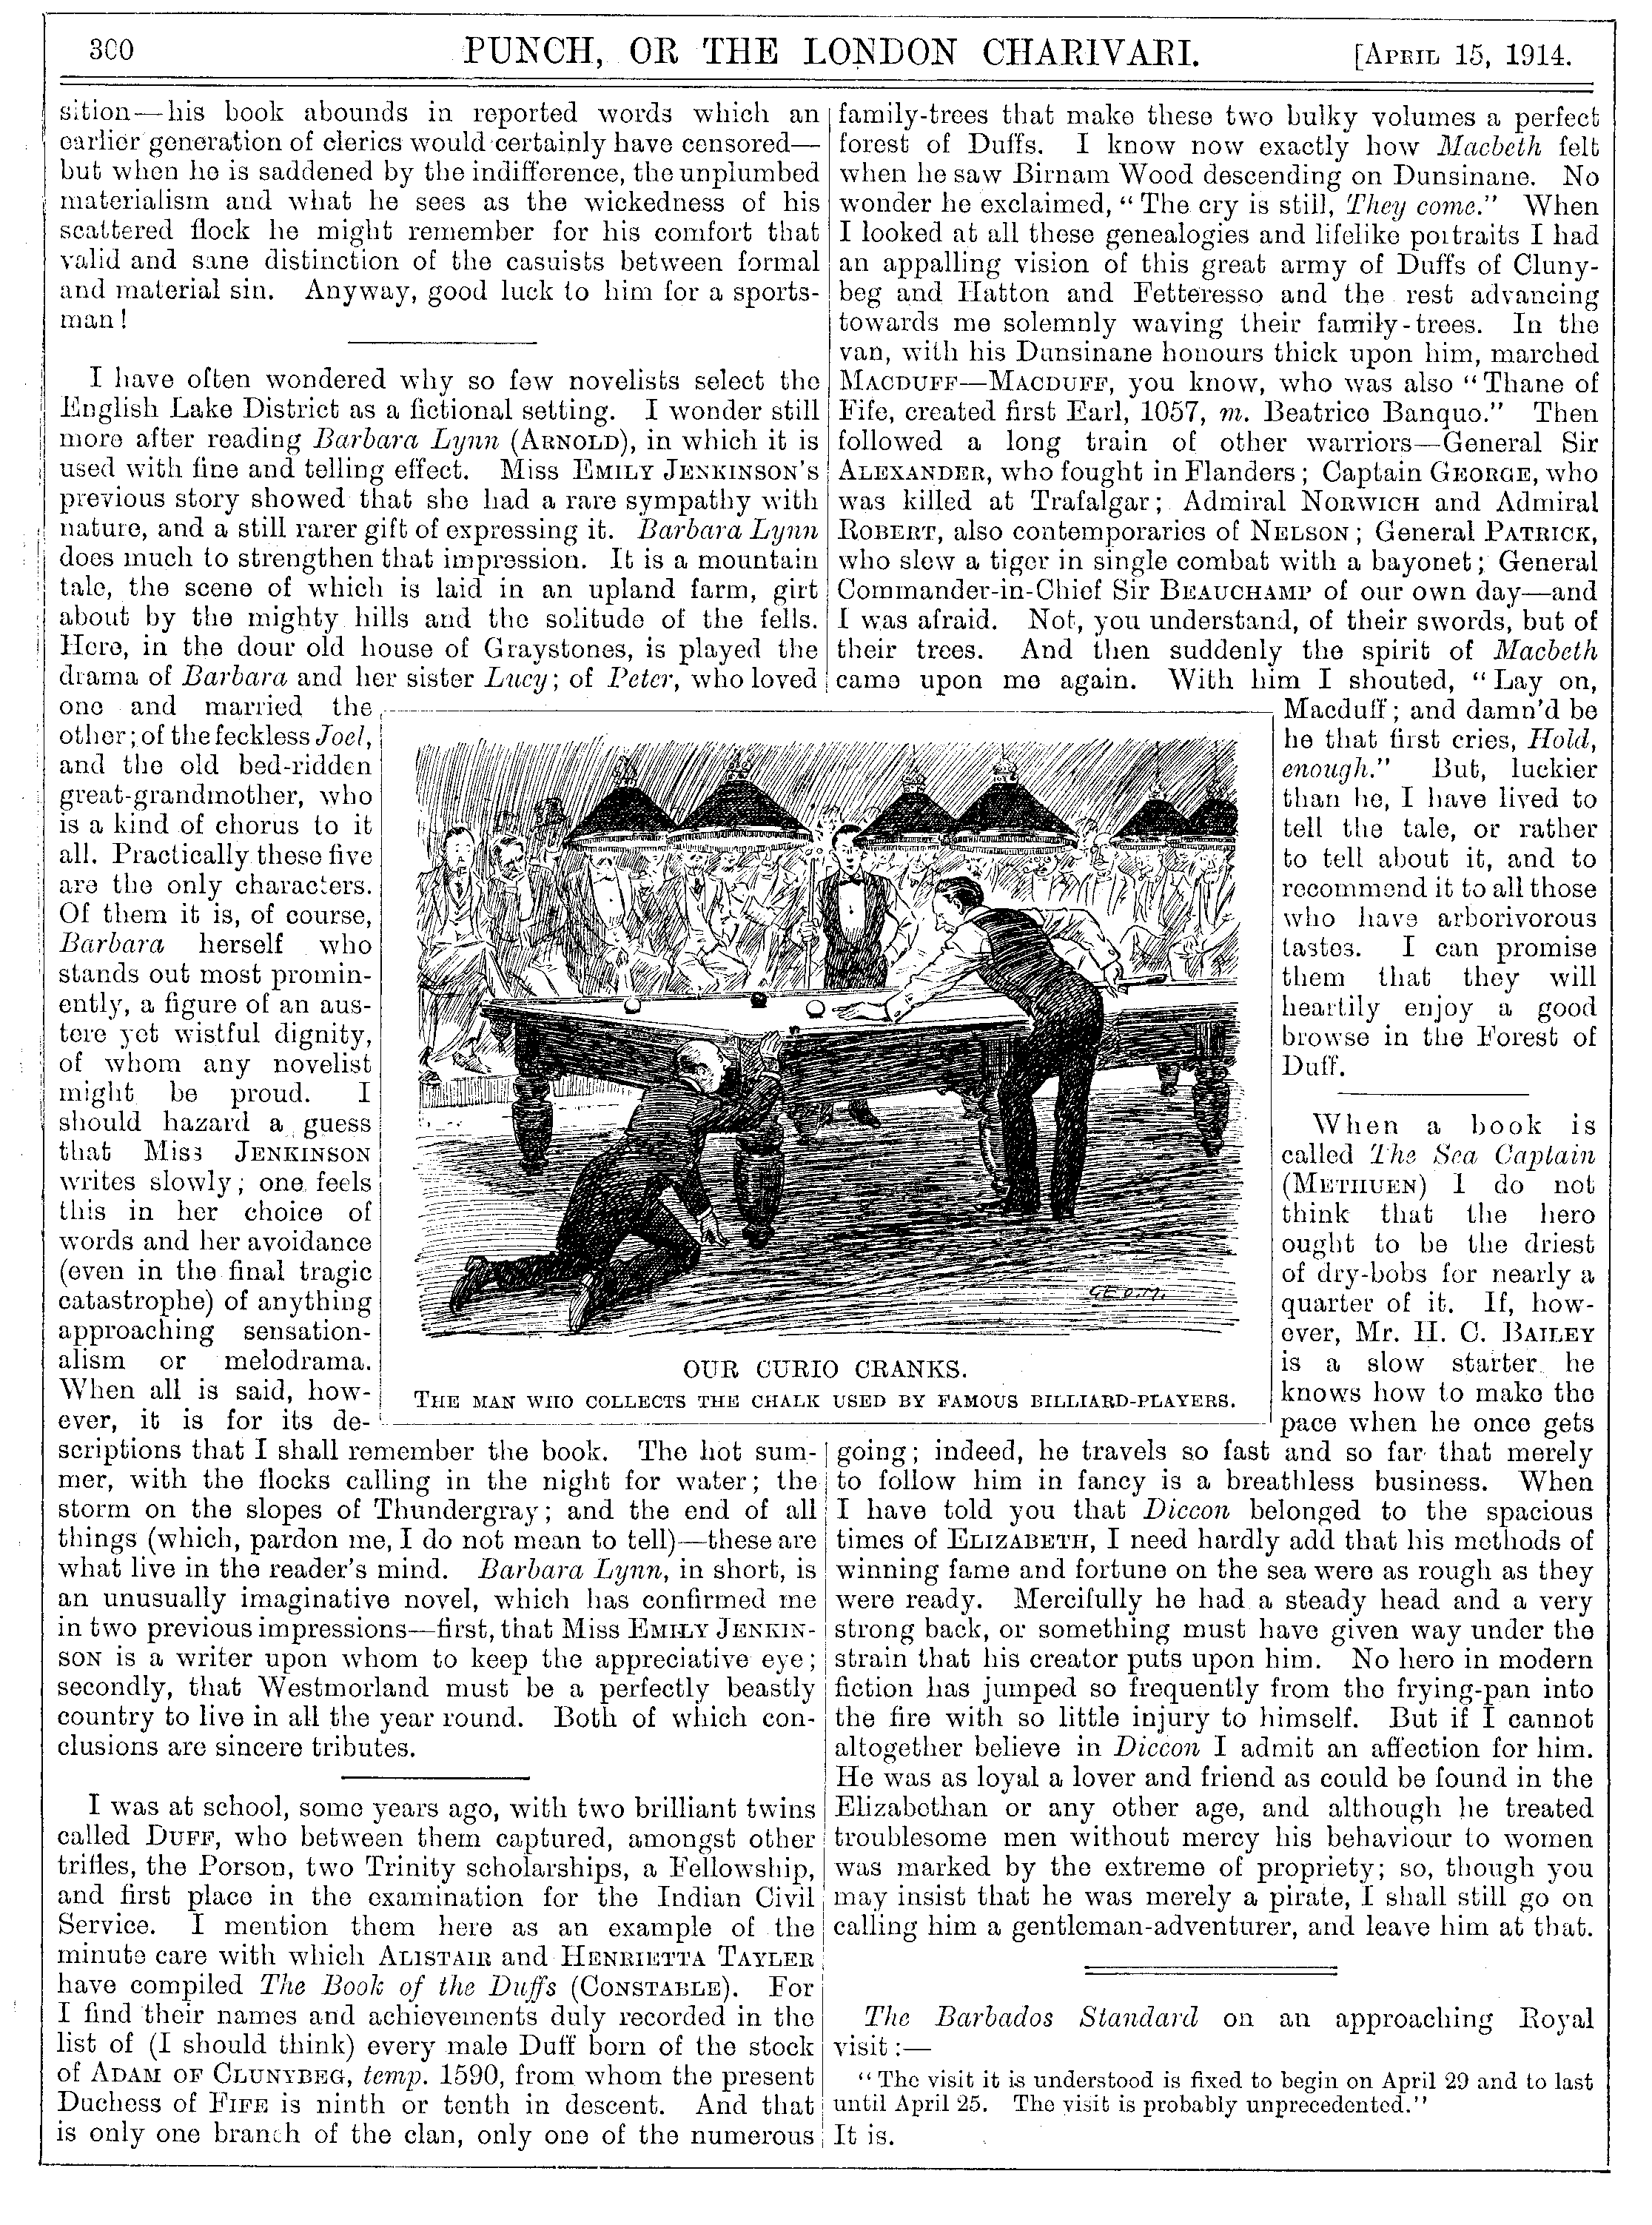 300
PUNCH, OR THE LONDON CHARIVARI.
[APRIL 15, 1914.
sition—his book abounds in reported words which an
earlier generation of clerics would certainly have censored—
but when he is saddened by the indifference, the unplumbed
materialism and what he sees as the wickedness of his
scattered flock he might remember for his comfort that
valid and sane distinction of the casuists between formal
and material sin. Anyway, good luck to him for a sports-
man!
I have often wondered why so few novelists select the
English Lake District as a fictional setting. I wonder still
more after reading Barbara Lynn (ARNOLD), in which it is
used with fine and telling effect. Miss EMILY JENKINSON'S
previous story showed that she had a rare sympathy with
nature, and a still rarer gift of expressing it. Barbara Lynn
does much to strengthen that impression. It is a mountain
tale, the scene of which is laid in an upland farm, girt
about by the mighty hills and the solitude of the fells.
Here, in the dour old house of Graystones, is played the
drama of Barbara and her sister Lucy; of Peter, who loved
one and married the
other; of the feckless Joel,
and the old bed-ridden
great-grandmother, who
is a kind of chorus to it
all. Practically these five
are the only characters.
Of them it is, of course,
Barbara herself who
stands out most promin-
ently, a figure of an aus-
tere yet wistful dignity,
of whom any novelist
might be proud. I
should hazard a guess
that Miss JENKINSON
writes slowly; one feels
this in her choice of
words and her avoidance
(even in the final tragic
catastrophe) of anything
approaching sensation-
alism or melodrama.
When all is said, how-
ever, it is for its de-
scriptions that I shall remember the book. The hot sum-
mer, with the flocks calling in the night for water; the
storm on the slopes of Thundergray; and the end of all
things (which, pardon me, I do not mean to tell)—these are
what live in the reader's mind. Barbara Lynn, in short, is
an unusually imaginative novel, which has confirmed me
in two previous impressions—first, that Miss EMILY JENKIN-
SON is a writer upon whom to keep the appreciative eye;
secondly, that Westmorland must be a perfectly beastly
country to live in all the year round. Both of which con-
clusions are sincere tributes.
I was at school, some years ago, with two brilliant twins
called DUFF, who between them captured, amongst other
trifles, the Porson, two Trinity scholarships, a Fellowship,
and first place in the examination for the Indian Civil
Service. I mention them here as an example of the
minute care with which ALISTAIR and HENRIETTA TAYLER
have compiled The Book of the Duffs (CONSTABLE). For
I find their names and achievements duly recorded in the
list of (I should think) every male Duff born of the stock
of ADAM OF CLUNYBEG, temp. 1590, from whom the present
Duchess of FIFE is ninth or tenth in descent. And that
is only one branch of the clan, only one of the numerous
family-trees that make these two bulky volumes a perfect
forest of Duffs. I know now exactly how Macbeth felt
when he saw Birnam Wood descending on Dunsinane. No
wonder he exclaimed, "The cry is still, They come." When
I looked at all these genealogies and lifelike portraits I had
an appalling vision of this great army of Duffs of Cluny-
beg and Hatton and Fetteresso and the rest advancing
towards me solemnly waving their family-trees. In the
van, with his Dunsinane honours thick upon him, marched
MACDUFF—MACDUFF, you know, who was also "Thane of
Fife, created first Earl, 1057, m. Beatrice Banquo." Then
followed a long train of other warriors—General Sir
ALEXANDER, who fought in Flanders; Captain GEORGE, who
was killed at Trafalgar; Admiral NORWICH and Admiral
ROBERT, also contemporaries of NELSON; General PATRICK,
who slew a tiger in single combat with a bayonet; General
Commander-in-Chief Sir BEAUCHAMP of our own day—and
I was afraid. Not, you understand, of their swords, but of
their trees. And then suddenly the spirit of Macbeth
came upon me again. With him I shouted, "Lay on,
Macduff; and damn'd be
he that first cries, Hold,
enough." But, luckier
than he, I have lived to
tell the tale, or rather
to tell about it, and to
recommend it to all those
who have arborivorous
tastes. I can promise
them that they will
heartily enjoy a good
browse in the Forest of
Duff.
When a book is
called The Sea Captain
(METHUEN) I do not
think that the hero
ought to be the driest
of dry-bobs for nearly a
quarter of it. If, how-
ever, Mr. H. C. BAILEY
is a slow starter he
knows how to make the
pace when he once gets
going; indeed, he travels so fast and so far that merely
to follow him in fancy is a breathless business. When
I have told you that Diccon belonged to the spacious
times of ELIZABETH, I need hardly add that his methods of
winning fame and fortune on the sea were as rough as they
were ready. Mercifully he had a steady head and a very
strong back, or something must have given way under the
strain that his creator puts upon him. No hero in modern
fiction has jumped so frequently from the frying-pan into
the fire with so little injury to himself. But if I cannot
altogether believe in Diccon I admit an affection for him.
He was as loyal a lover and friend as could be found in the
Elizabethan or any other age, and although he treated
troublesome men without mercy his behaviour to women
was marked by the extreme of propriety; so, though you
may insist that he was merely a pirate, I shall still go on
calling him a gentleman-adventurer, and leave him at that.
The Barbados Standard on an approaching Royal
visit:—
"The visit it is understood is fixed to begin on April 29 and to last
until April 25. The visit is probably unprecedented."
It is.
GEO. M.
OUR CURIO CRANKS.
THE MAN WHO COLLECTS THE CHALK USED BY FAMOUS BILLIARD-PLAYERS.